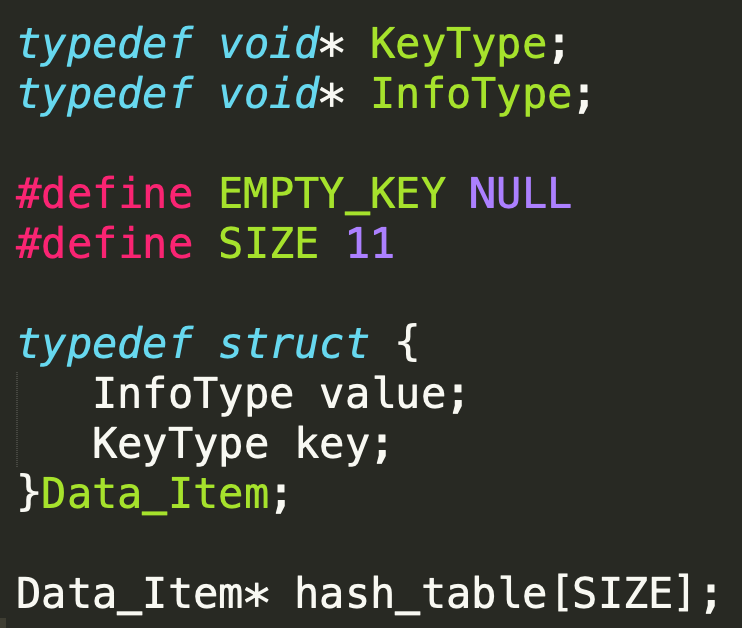 typedef void* KeyType;
typedef void* InfoType;
#define EMPTY_KEY NULL
#define SIZE 11
typedef struct {
   InfoType value;
   KeyType key;
}Data_Item;
Data_Item* hash_table[SIZE];